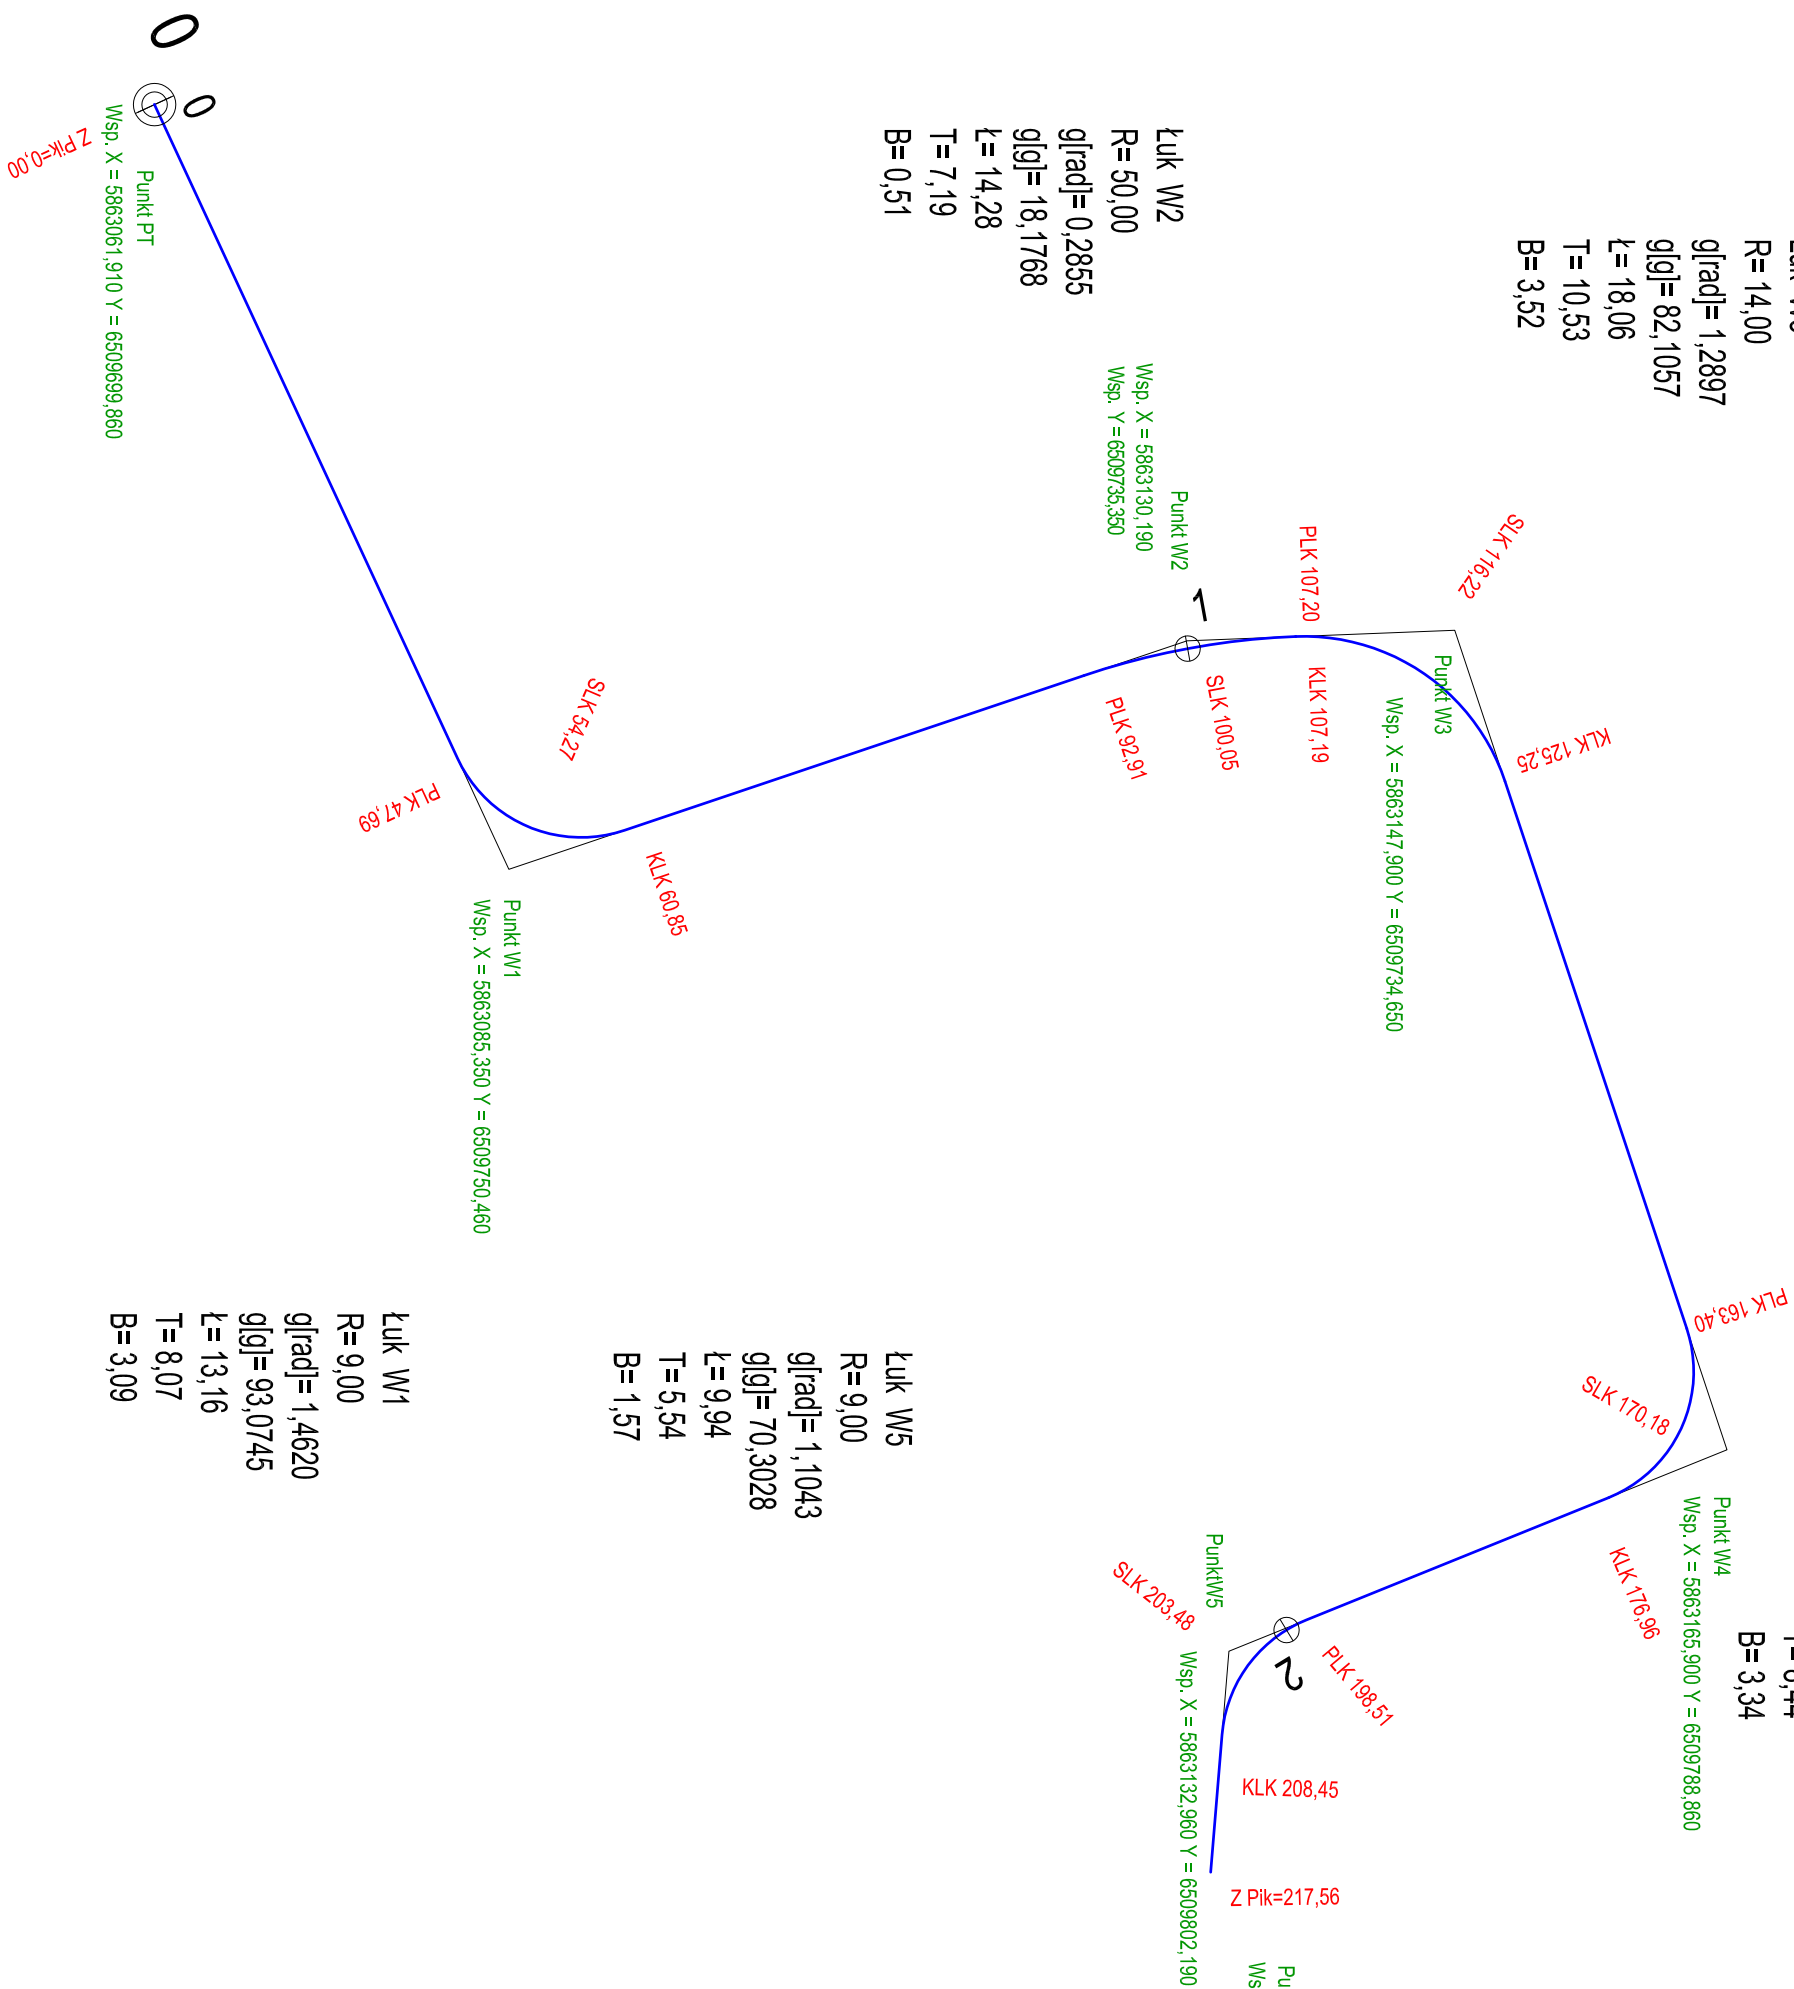 0
0
Z Pik=0,00
Punkt PT
Wsp. X = 5863061,910 Y = 6509699,860
Łuk W2
R= 50,00
g[rad]= 0,2855
g[g]= 18,1768
Ł= 14,28
T= 7,19
B= 0,51
R= 14,00
g[rad]= 1,2897
g[g]= 82,1057
Ł= 18,06
T= 10,53
B= 3,52
Punkt W2
Wsp. X = 5863130,190
Wsp. Y = 6509735,350
1
PLK 107,20
SLK 116,22
Punkt W3
Wsp. X = 5863147,900 Y = 6509734,650
KLK 107,19
SLK 100,05
PLK 92,91
KLK 125,25
SLK 54,27
PLK 47,69
KLK 60,85
Punkt W1
Wsp. X = 5863085,350 Y = 6509750,460
PLK 163,40
SLK 170,18
KLK 176,96
Punkt W4
Wsp. X = 5863165,900 Y = 6509788,860
B= 3,34
Łuk W1
R= 9,00
g[rad]= 1,4620
g[g]= 93,0745
Ł= 13,16
T= 8,07
B= 3,09
Łuk W5
R= 9,00
g[rad]= 1,1043
g[g]= 70,3028
Ł= 9,94
T= 5,54
B= 1,57
PunktW5
Wsp. X = 5863132,960 Y = 6509802,190
SLK 203,48
2
PLK 198,51
KLK 208,45
Z Pik=217,56
Pu
Ws